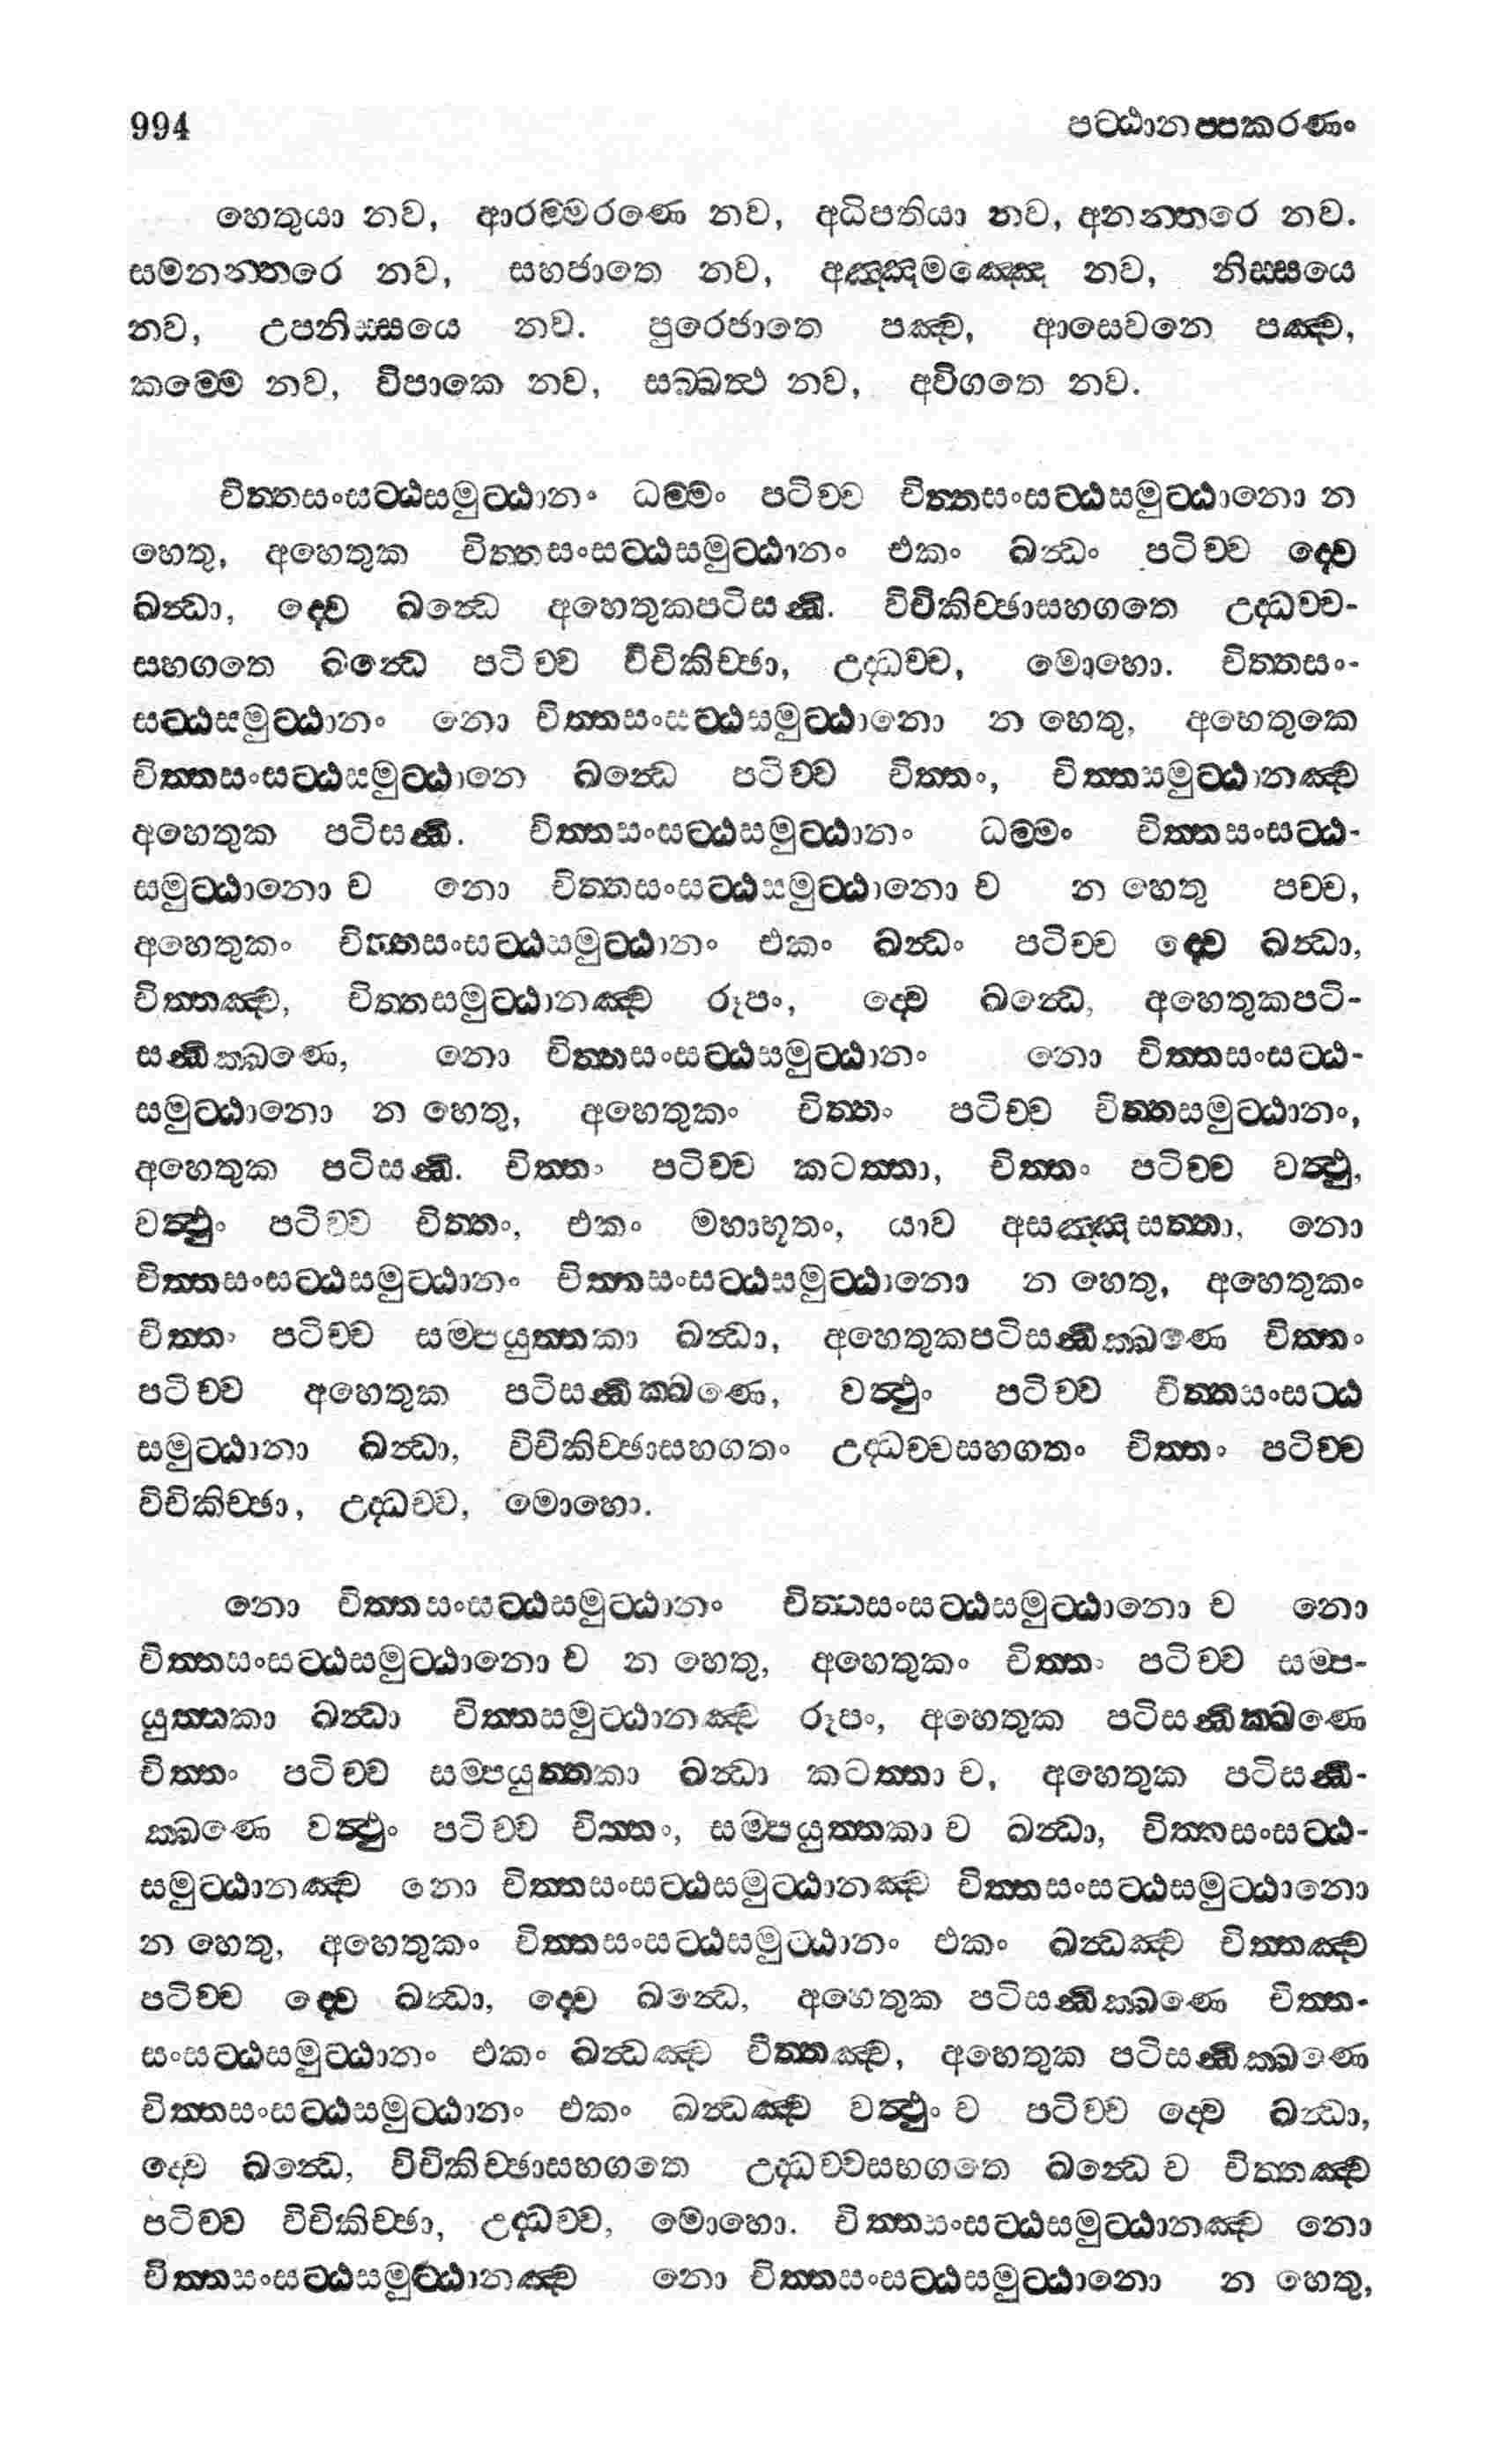 994 පට්ඨානප්පකරණං
හෙතුයා නව, ආරම්මරණෙ නව, අධිපතියා නව, අනන්තරෙ නව.
සමනන්තරෙ නව, සහජාතෙ නව, අඤ්ඤමඤ්ඤෙ නව, නිස්සයෙ
නව, උපනිස්සයෙ නව. පුරෙජාතෙ පඤ්ච, ආසෙවනෙ පඤ්ච,
කම්මෙ නව, විපාකෙ නව, සබ්බත්ථ නව, අවිගතෙ නව.
චිත්තසංසට්ඨසමුට්ඨානං ධම්මං පටිච්ච චිත්තසංසට්ඨසමුට්ඨානො න
හෙතු, අහෙතුක චිත්තසංසට්ඨසමුට්ඨානං එකං ඛන්ධං පටිච්ච ද්වෙ
ඛන්ධා, ද්වෙ ඛන්ධෙ අහෙතුකපටිසන්ධි. විචිකිච්ඡාසහගතෙ උද්ධච්ච-
සහගතෙ ඛන්ධෙ පටිච්ච විචිකිච්ඡා, උද්ධච්ච, මොහො. චිත්තසං-
සට්ඨසමුට්ඨානං නො චිත්තසංසට්ඨසමුට්ඨානො න හෙතු, අහෙතුකෙ
චිත්තසංසට්ඨසමුට්ඨානෙ ඛන්ධෙ පටිච්ච චිත්තං, චිත්තසමුට්ඨානඤ්ච
අහෙතුක පටිසන්ධි. චිත්තසංසට්ඨසමුට්ඨානං ධම්මං චිත්තසංසට්ඨ-
සමුට්ඨානො ච නො චිත්තසංසට්ඨසමුට්ඨානො ච න හෙතු පච්ච,
අහෙතුකං චිත්තසංසට්ඨසමුට්ඨානං එකං ඛන්ධං පටිච්ච ද්වෙ ඛන්ධා,
චිත්තඤ්ච, චිත්තසමුට්ඨානඤ්ච රූපං, ද්වෙ ඛන්ධෙ, අහෙතුකපටි-
සන්ධික්ඛණෙ, නො චිත්තසංසට්ඨසමුට්ඨානං නො චිත්තසංසට්ඨ-
සමුට්ඨානො න හෙතු, අහෙතුකං චිත්තං පටිච්ච චිත්තසමුට්ඨානං,
අහෙතුක පටිසන්ධි. චිත්තං පටිච්ච කටත්තා, චිත්තං පටිච්ච වත්ථු,
වත්ථුං පටිච්ච චිත්තං, එකං මහාභූතං, යාව අසඤ්ඤසත්තා, නො
චිත්තසංසට්ඨසමුට්ඨානං චිත්තසංසට්ඨසමුට්ඨානො න හෙතු, අහෙතුකං
චිත්තං පටිච්ච සම්පයුත්තකා ඛන්ධා, අහෙතුකපටිසන්ධික්ඛණෙ චිත්තං
පටිච්ච අහෙතුක පටිසන්ධික්ඛණෙ, වත්ථුං පටිච්ච චිත්තසංසට්ඨ
සමුට්ඨානා ඛන්ධා, විචිකිච්ඡාසහගතං උද්ධච්චසහගතං චිත්තං පටිච්ච
විචිකිච්ඡා, උද්ධච්ච, මොහො.
නො චිත්තසංසට්ඨසමුට්ඨානං චිත්තසංසට්ඨසමුට්ඨානො ච නො
චිත්තසංසට්ඨසමුට්ඨානො ච න හෙතු, අහෙතුකං චිත්තං පටිච්ච සම්ප-
යුත්තකා ඛන්ධා චිත්තසමුට්ඨානඤ්ච රූපං, අහෙතුක පටිසන්ධික්ඛණෙ
චිත්තං පටිච්ච සම්පයුත්තකා ඛන්ධා කටත්තා ච, අහෙතුක පටිසන්ධි-
ක්ඛණෙ වත්ථුං පටිච්ච චිත්තං, සම්පයුත්තකා ච ඛන්ධා, චිත්තසංසට්ඨ-
සමුට්ඨානඤ්ච නො චිත්තසංසට්ඨසමුට්ඨානඤ්ච චිත්තසංසට්ඨසමුට්ඨානො
න හෙතු, අහෙතුකං චිත්තසංසට්ඨසමුට්ඨානං එකං ඛන්ධඤ්ච චිත්තඤ්ච
පටිච්ච ද්වෙ ඛන්ධා, ද්වෙ ඛන්ධෙ, අහෙතුක පටිසන්ධික්ඛණෙ චිත්ත-
සංසට්ඨසමුට්ඨානං එකං ඛන්ධඤ්ච චිත්තඤ්ච, අහෙතුක පටිසන්ධික්ඛණෙ
චිත්තසංසට්ඨසමුට්ඨානං එකං ඛන්ධඤ්ච වත්ථුං ච පටිච්ච ද්වෙ ඛන්ධා,
ද්වෙ ඛන්ධෙ, විචිකිච්ඡාසහගතෙ උද්ධච්චසභගතෙ ඛන්ධෙ ච චිත්තඤ්ච
පටිච්ච විචිකිච්ඡා, උද්ධච්ච, මොහො. චිත්තසංසට්ඨසමුට්ඨානඤ්ච නො
චිත්තසංසට්ඨසමුට්ඨානඤ්ච නො චිත්තසංසට්ඨසමුට්ඨානො න හෙතු,